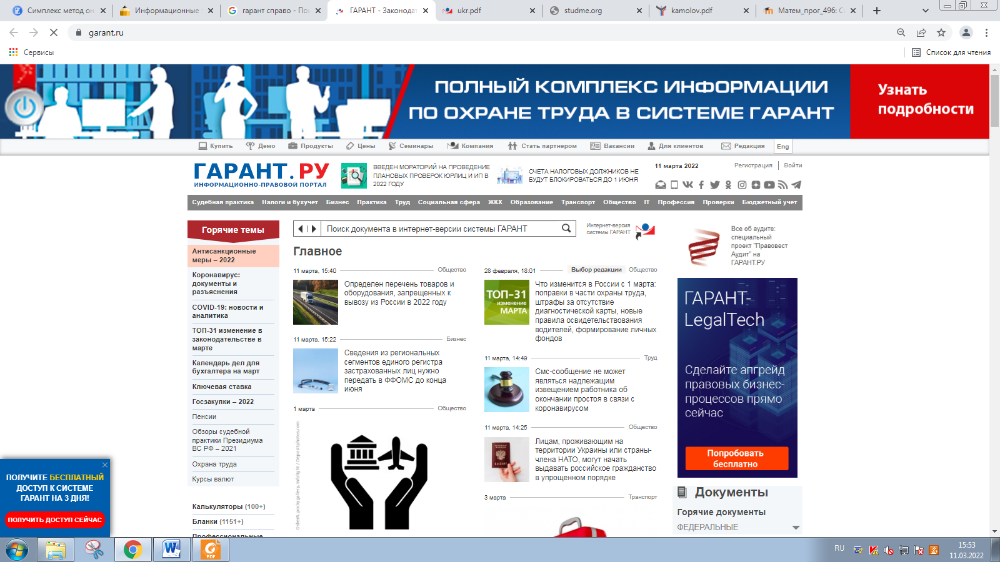 Симплекс метод он
Информационные
гарант справо - По
ГАРАНТ - Законода
ukr.pdf
studme.org
kamolov.pdf
Матем_прог_496: С
garant.ru
Сервисы
Список для чтения
ПОЛНЫЙ КОМПЛЕКС ИНФОРМАЦИИ
ПО ОХРАНЕ ТРУДА В СИСТЕМЕ ГАРАНТ
Узнать
подробности
Купить
Демо
Продукты
Цены
Семинары
Компания
Стать партнером
Вакансии
Для клиентов
Редакция
Eng
ГАРАНТ.РУ
ИНФОРМАЦИОННО-ПРАВОВОЙ ПОРТАЛ
ВВЕДЕН МОРАТОРИЙ НА ПРОВЕДЕНИЕ
ПЛАНОВЫХ ПРОВЕРОК ЮРЛИЦ И ИП В
2022 ГОДУ
СЧЕТА НАЛОГОВЫХ ДОЛЖНИКОВ НЕ
БУДУТ БЛОКИРОВАТЬСЯ ДО 1 ИЮНЯ
11 марта 2022
Регистрация
Войти
Судебная практика
Налоги и бухучет
Бизнес
Практика
Труд
Социальная сфера
ЖКХ
Образование
Транспорт
Общество
IT
Профессия
Проверки
Бюджетный учет
Горячие темы
Антисанкционные
меры – 2022
Коронавирус:
документы и
разъяснения
COVID-19: новости и
аналитика
ТОП-31 изменение в
законодательстве в
марте
Календарь дел для
бухгалтера на март
Ключевая ставка
Госзакупки – 2022
Пенсии
Обзоры судебной
практики Президиума
ВС РФ – 2021
Охрана труда
Курсы валют
Калькуляторы (100+)
Бланки (1151+)
Профессиональные
Поиск документа в интернет-версии системы ГАРАНТ
Интернет-версия
системы ГАРАНТ
Главное
11 марта, 15:40
Общество
Определен перечень товаров и
оборудования, запрещенных к
вывозу из России в 2022 году
11 марта, 15:22
Бизнес
Сведения из региональных
сегментов единого регистра
застрахованных лиц нужно
передать в ФФОМС до конца
июня
1 марта
Общество
28 февраля, 18:01
Выбор редакции
Общество
ТОП-31
изменение
МАРТА
Что изменится в России с 1 марта:
поправки в части охраны труда,
штрафы за отсутствие
диагностической карты, новые
правила освидетельствования
водителей, формирование личных
фондов
11 марта, 14:49
Труд
Смс-сообщение не может
являться надлежащим
извещением работника об
окончании простоя в связи с
коронавирусом
11 марта, 14:25
Общество
Лицам, проживающим на
территории Украины или страны-
члена НАТО, могут начать
выдавать российское гражданство
в упрощенном порядке
3 марта
Транспорт
Все об аудите:
специальный
проект "Правовест
Аудит" на
ГАРАНТ.РУ
ГАРАНТ-
LegalTech
Сделайте апгрейд
правовых бизнес-
процессов прямо
сейчас
Попробовать
бесплатно
Документы
Горячие документы
ФЕДЕРАЛЬНЫЕ
ПОЛУЧИТЕ БЕСПЛАТНЫЙ
ДОСТУП К СИСТЕМЕ
ГАРАНТ НА 3 ДНЯ!
ПОЛУЧИТЬ ДОСТУП СЕЙЧАС
RU
15:53
11.03.2022